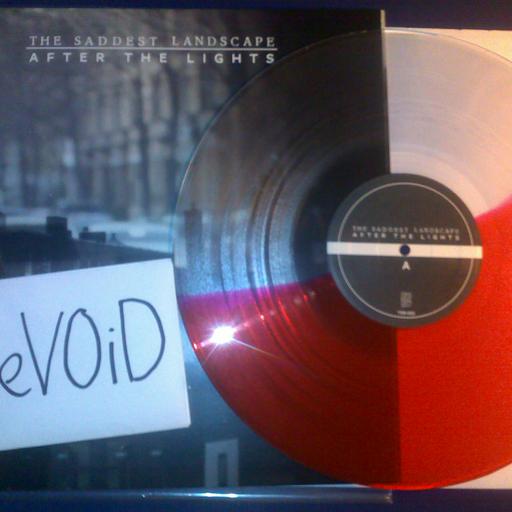 THE SADDEST LANDSCAPE
AFTER THE LIGHTS
eVOiD
THE SADDEST LANDSCAPE
AFTER THE LIGHTS
A